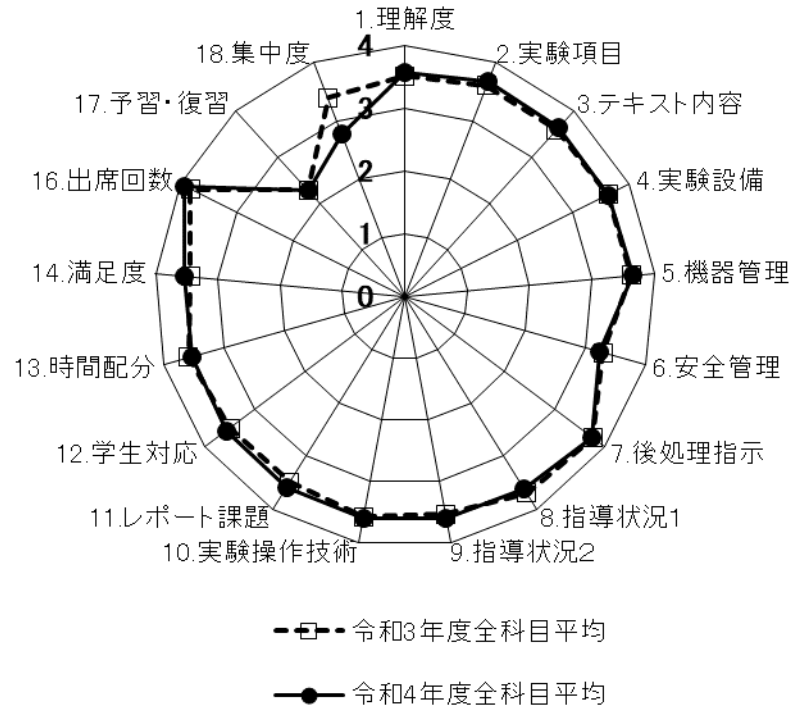 1.理解度
2.実験項目
3.テキスト内容
4.実験設備
5.機器管理
6.安全管理
7.後処理指示
8.指導状況1
9.指導状況2
10.実験操作技術
11.レポート課題
12.学生対応
13.時間配分
14.満足度
16.出席回数
17.予習・復習
18.集中度
4
3
2
1
0
令和3年度全科目平均
令和4年度全科目平均